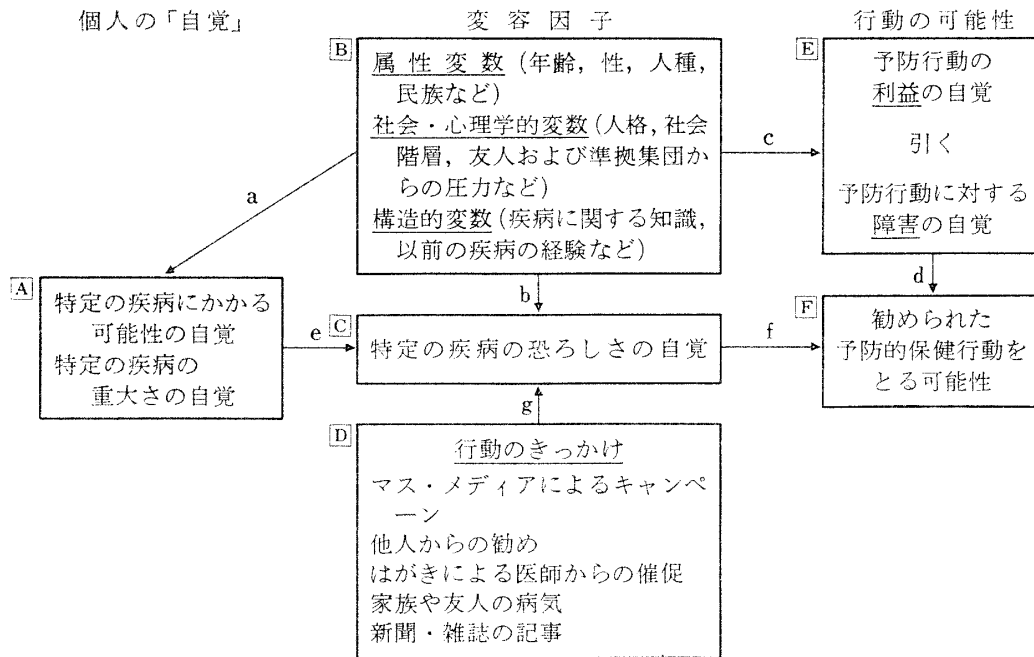 個人の「自覚」
変容因子
行動の可能性
B
属性変数(年齢,性,人種,
民族など)
社会・心理学的変数(人格,社会
階層,友人および準拠集団か
らの圧力など)
構造的変数(疾病に関する知識,
以前の疾病の経験など)
E
予防行動の
利益の自覚
引く
予防行動に対する
障害の自覚
a
c
b
d
A
特定の疾病にかかる
可能性の自覚
特定の疾病の
重大さの自覚
e
C
特定の疾病の恐ろしさの自覚
f
F
勧められた
予防的保健行動を
とる可能性
g
D
行動のきっかけ
マス・メディアによるキャンペ
ーン
他人からの勧め
はがきによる医師からの催促
家族や友人の病気
新聞・雑誌の記事